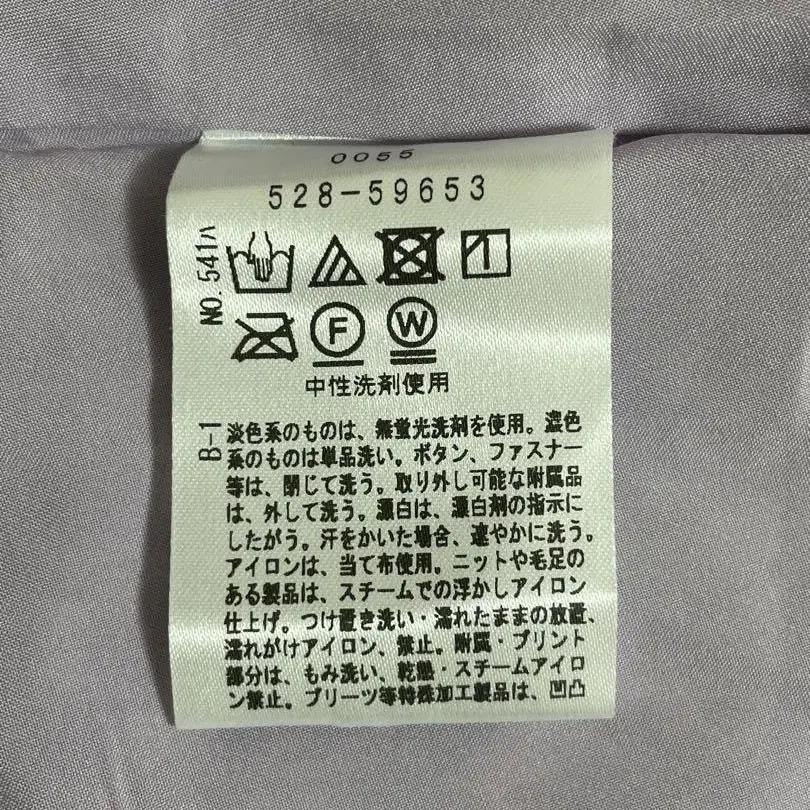 0055
528-59653
NO.541ハ
F
W
中性洗剤使用
B-1
淡色系のものは、無蛍光洗剤を使用。濃色
系のものは単品洗い。ボタン、ファスナー
等は、閉じて洗う。取り外し可能な附属品
は、外して洗う。漂白は、漂白剤の指示に
したがう。汗をかいた場合、速やかに洗う。
アイロンは、当て布使用。ニットや毛足の
ある製品は、スチームでの浮かしアイロン
仕上げ。つけ置き洗い・濡れたままの放置、
濡れがけアイロン、禁止。附属・プリント
部分は、もみ洗い、乾熱・スチームアイロ
ン禁止。プリーツ等特殊加工製品は、凹凸